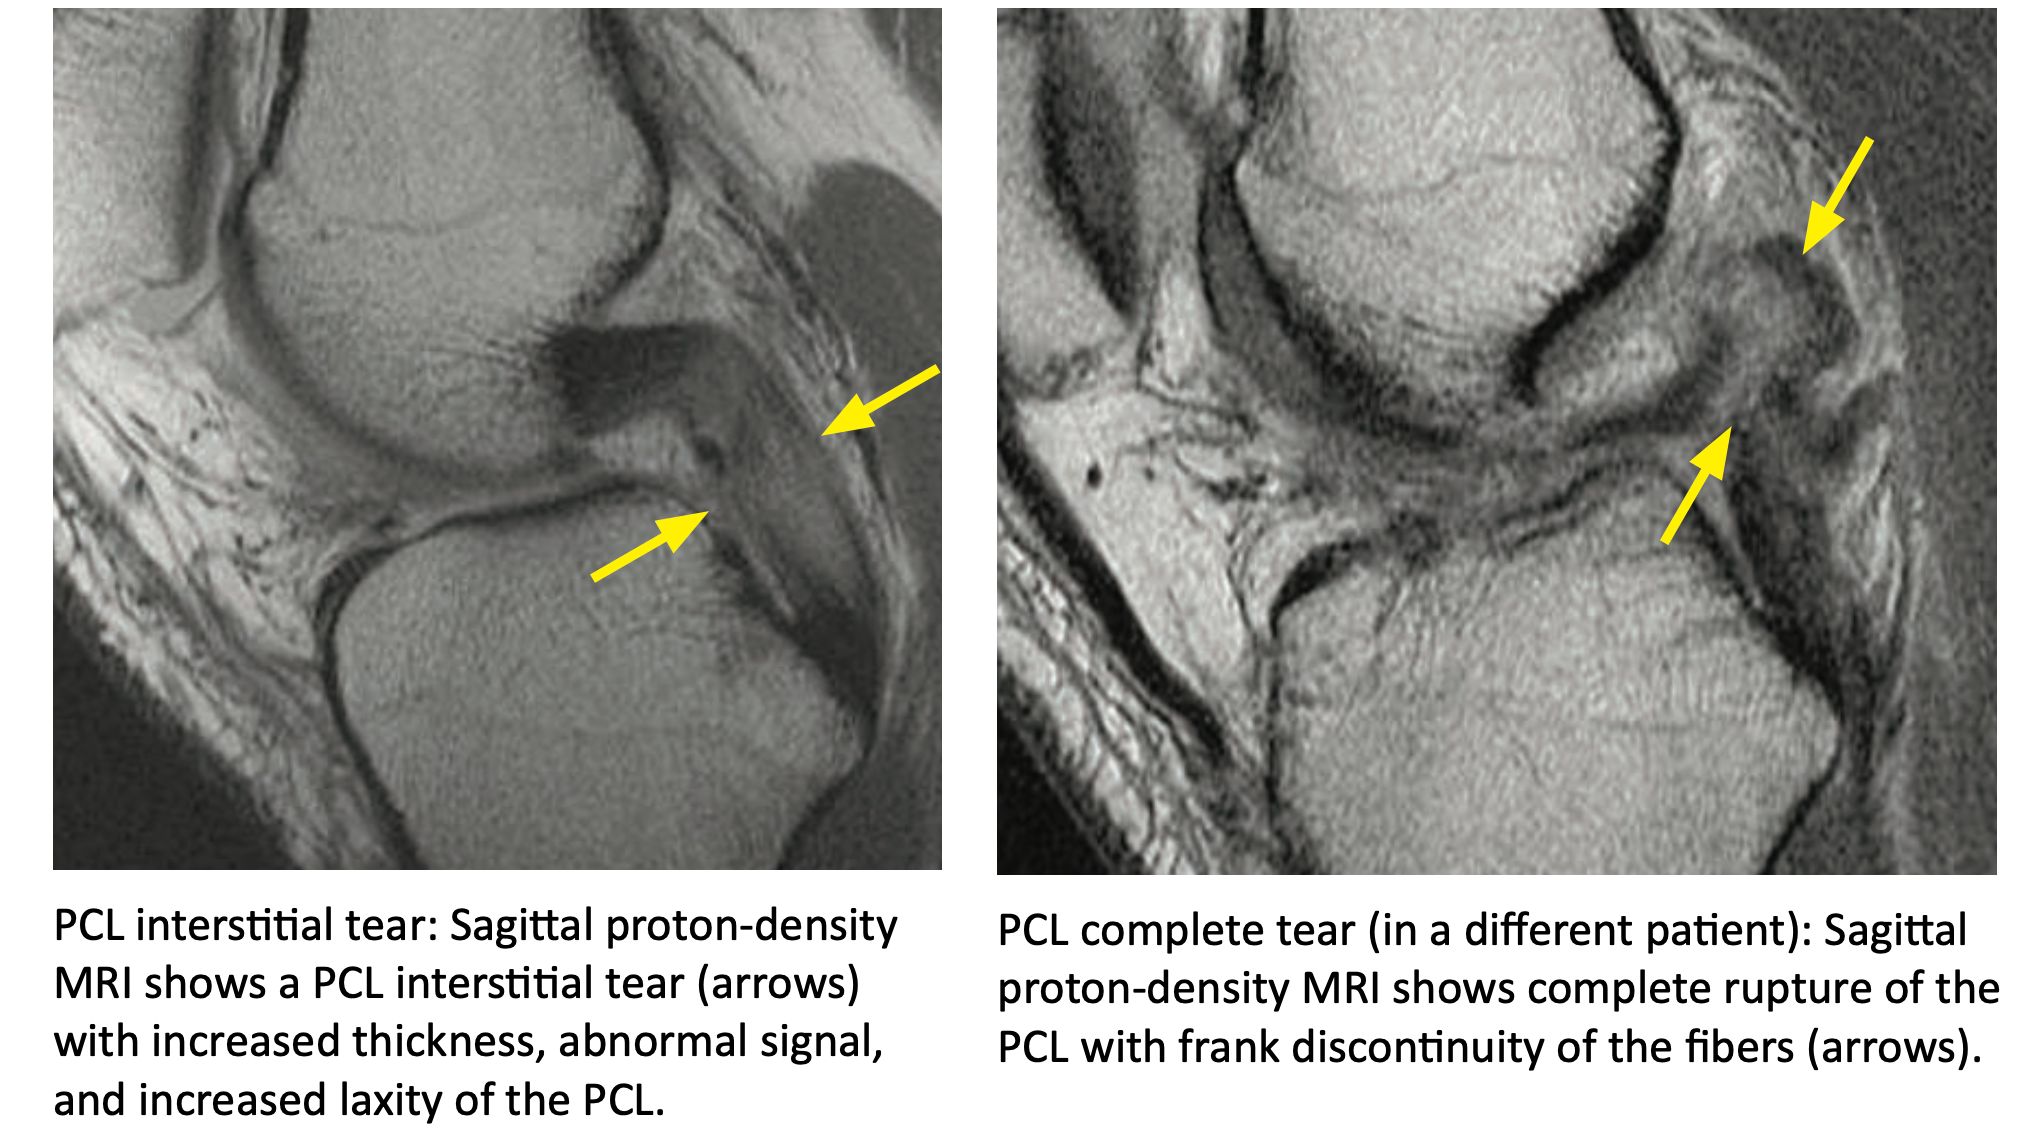 PCL interstitial tear: Sagittal proton-density
MRI shows a PCL interstitial tear (arrows)
with increased thickness, abnormal signal,
and increased laxity of the PCL.
PCL complete tear (in a different patient): Sagittal
proton-density MRI shows complete rupture of the
PCL with frank discontinuity of the fibers (arrows).